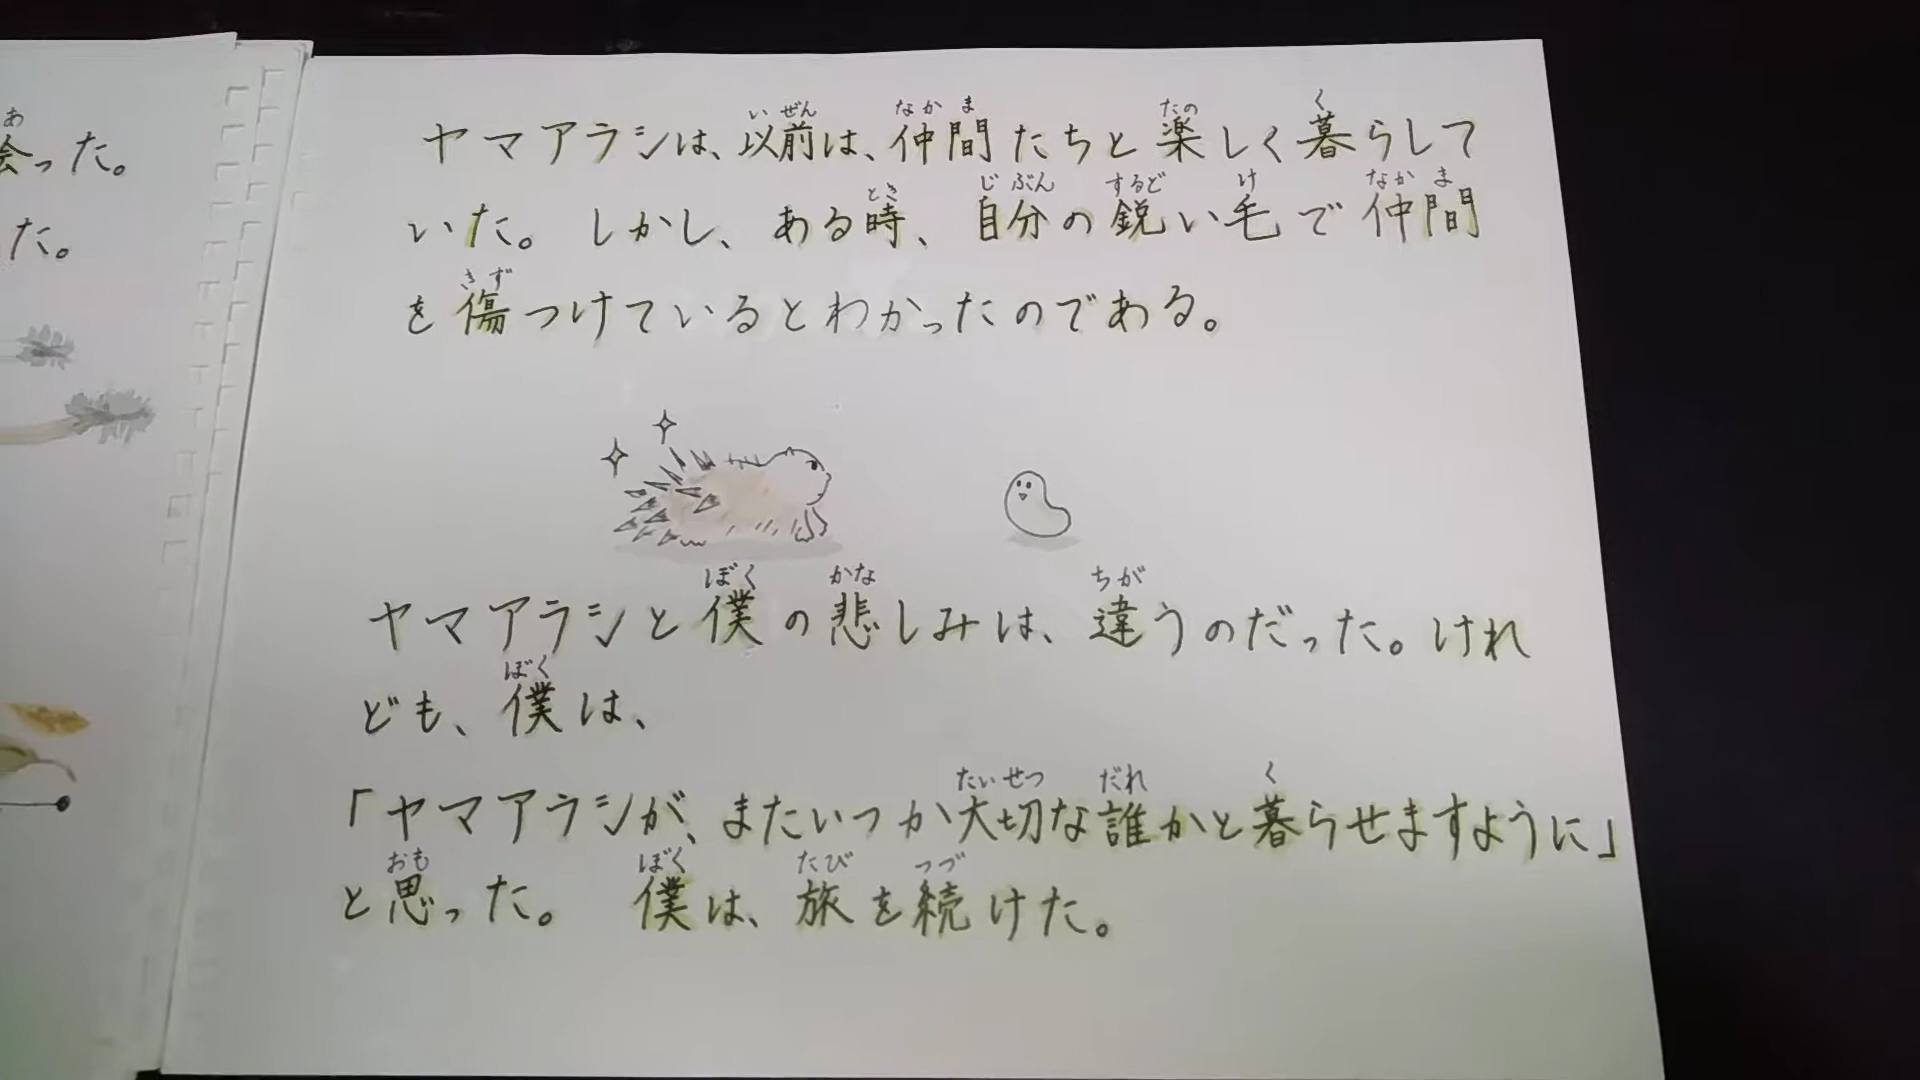 会った。
た。
ヤマアラシは、以前は、仲間たちと楽しく暮らして
いた。しかし、ある時、自分の鋭い毛で仲間
を傷つけているとわかったのである。
ヤマアラシと僕の悲しみは、違うのだった。けれ
ども、僕は、
「ヤマアラシが、またいつか大切な誰かと暮らせますように」
と思った。 僕は、旅を続けた。